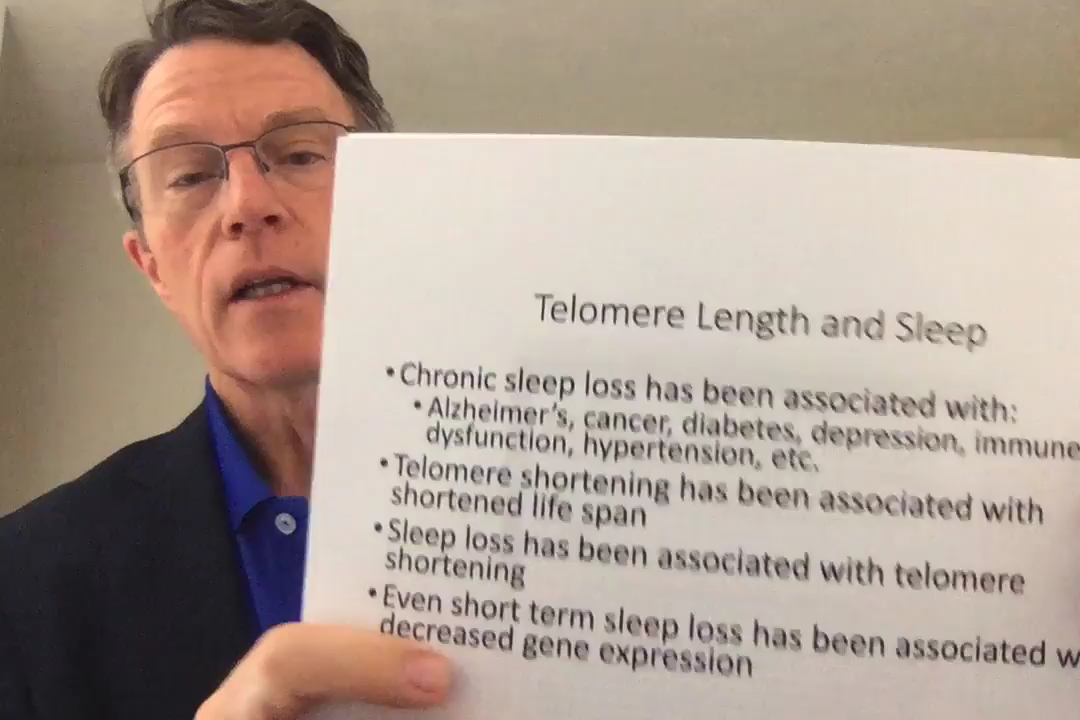 Telomere Length and Sleep
•Chronic sleep loss has been associated with:
•Alzheimer's, cancer, diabetes, depression, immune
dysfunction, hypertension, etc.
•Telomere shortening has been associated with
shortened life span
•Sleep loss has been associated with telomere
shortening
•Even short term sleep loss has been associated w
decreased gene expression